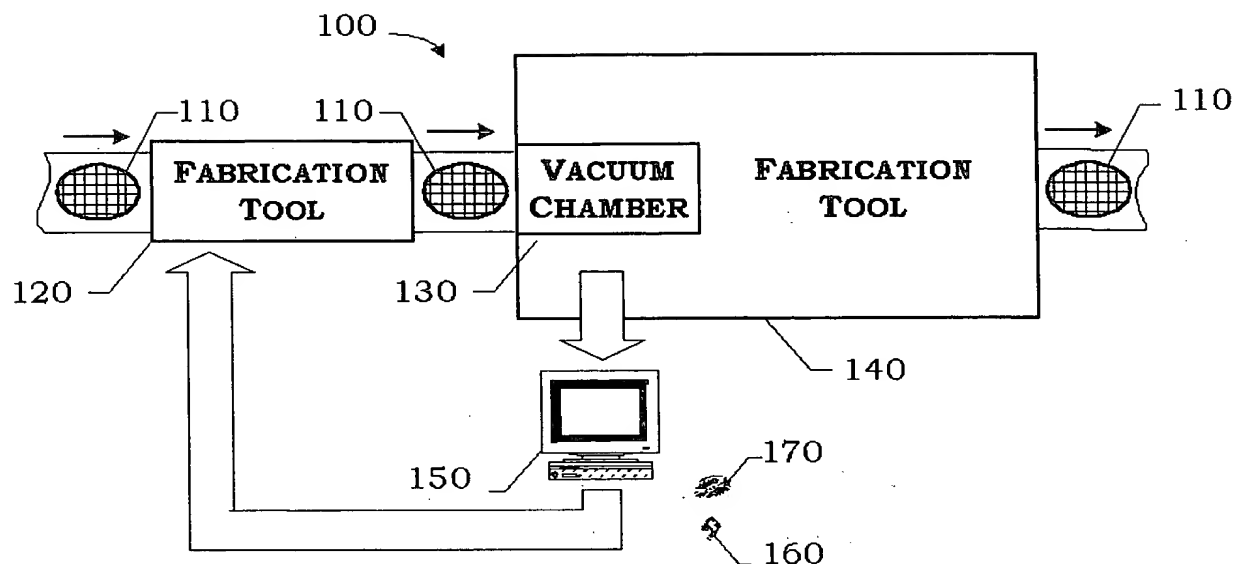 100
110
110
110
FABRICATION
TOOL
VACUUM
CHAMBER
FABRICATION
TOOL
120
130
140
150
170
160